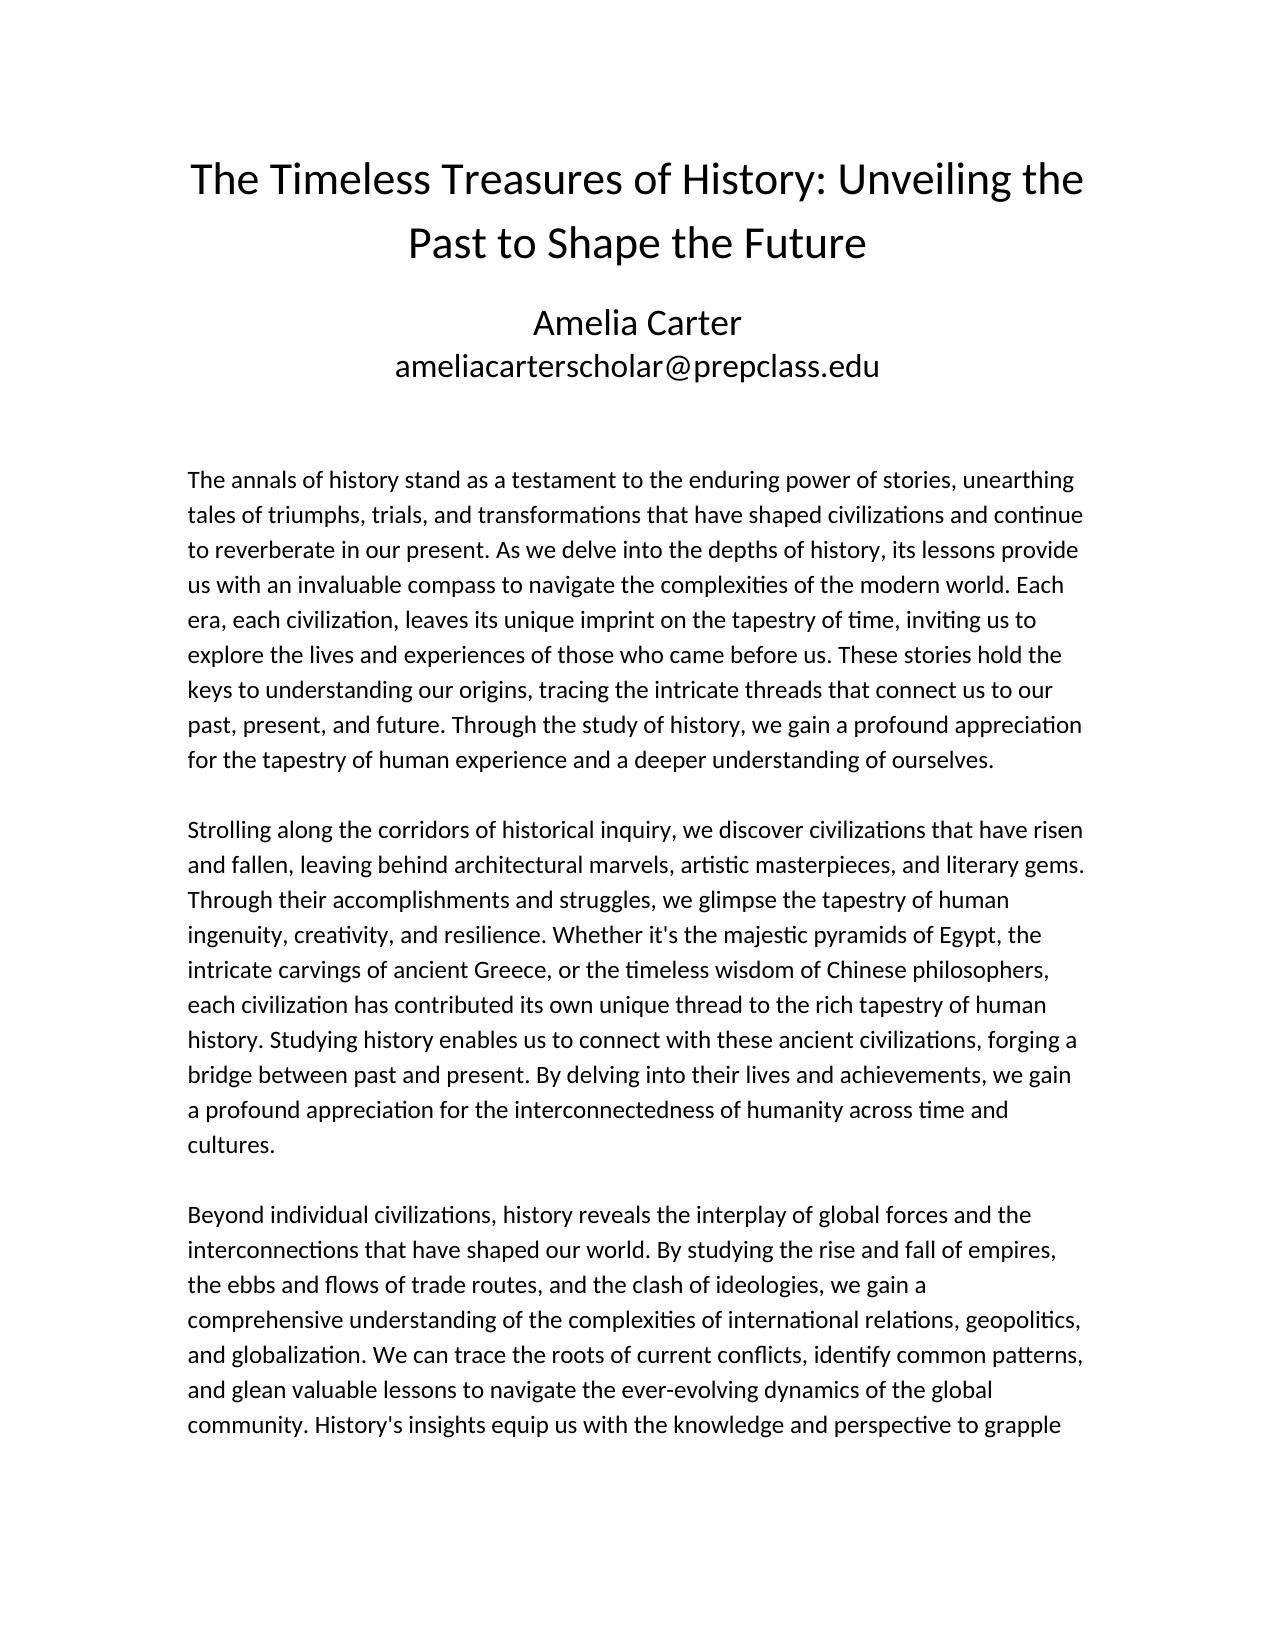 The Timeless Treasures of History: Unveiling the
Past to Shape the Future
Amelia Carter
ameliacarterscholar@prepclass.edu
The annals of history stand as a testament to the enduring power of stories, unearthing
tales of triumphs, trials, and transformations that have shaped civilizations and continue
to reverberate in our present. As we delve into the depths of history, its lessons provide
us with an invaluable compass to navigate the complexities of the modern world. Each
era, each civilization, leaves its unique imprint on the tapestry of time, inviting us to
explore the lives and experiences of those who came before us. These stories hold the
keys to understanding our origins, tracing the intricate threads that connect us to our
past, present, and future. Through the study of history, we gain a profound appreciation
for the tapestry of human experience and a deeper understanding of ourselves.
Strolling along the corridors of historical inquiry, we discover civilizations that have risen
and fallen, leaving behind architectural marvels, artistic masterpieces, and literary gems.
Through their accomplishments and struggles, we glimpse the tapestry of human
ingenuity, creativity, and resilience. Whether it's the majestic pyramids of Egypt, the
intricate carvings of ancient Greece, or the timeless wisdom of Chinese philosophers,
each civilization has contributed its own unique thread to the rich tapestry of human
history. Studying history enables us to connect with these ancient civilizations, forging a
bridge between past and present. By delving into their lives and achievements, we gain
a profound appreciation for the interconnectedness of humanity across time and
cultures.
Beyond individual civilizations, history reveals the interplay of global forces and the
interconnections that have shaped our world. By studying the rise and fall of empires,
the ebbs and flows of trade routes, and the clash of ideologies, we gain a
comprehensive understanding of the complexities of international relations, geopolitics,
and globalization. We can trace the roots of current conflicts, identify common patterns,
and glean valuable lessons to navigate the ever-evolving dynamics of the global
community. History's insights equip us with the knowledge and perspective to grapple